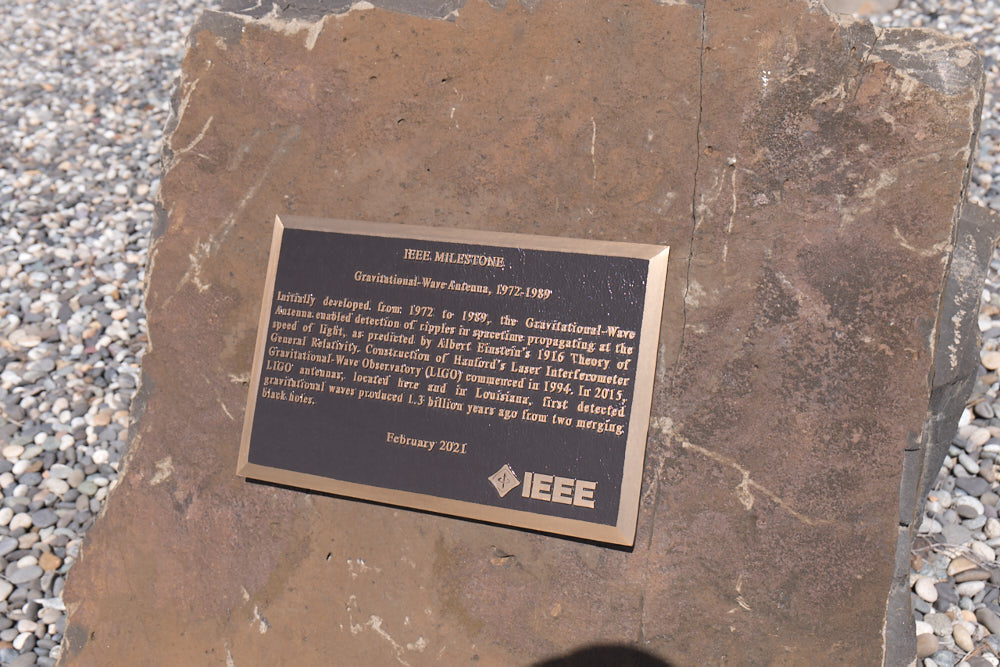 IEEE MILESTONE
Gravitational-Wave Antenna, 1972-1989
Initially developed from 1972 to 1989, the Gravitational-Wave
Antenna enabled detection of ripples in spacetime propagating at the
speed of light, as predicted by Albert Einstein's 1916 Theory of
General Relativity. Construction of Hanford's Laser Interferometer
Gravitational-Wave Observatory (LIGO) commenced in 1994. In 2015,
LIGO antennas, located here and in Louisiana, first detected
gravitational waves produced 1.3 billion years ago from two merging
black holes.
February 2021
IEEE